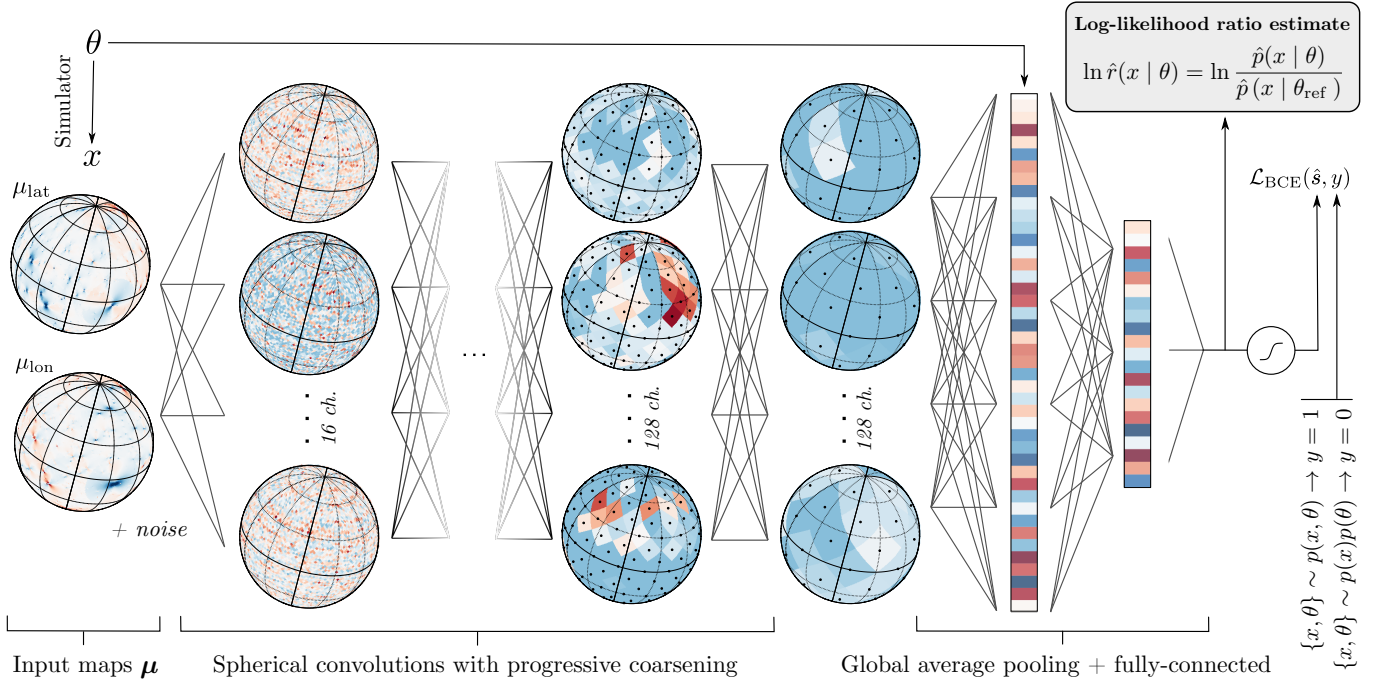 θ
Simulator
x
μ_lat
μ_lon
+ noise
16 ch.
...
128 ch.
128 ch.
Log-likelihood ratio estimate
ln r̂(x | θ) = ln p̂(x | θ) / p̂(x | θ_ref)
ℒ_BCE(ŝ, y)
{x, θ} ∼ p(x, θ) → y = 1
{x, θ} ∼ p(x)p(θ) → y = 0
Input maps μ
Spherical convolutions with progressive coarsening
Global average pooling + fully-connected